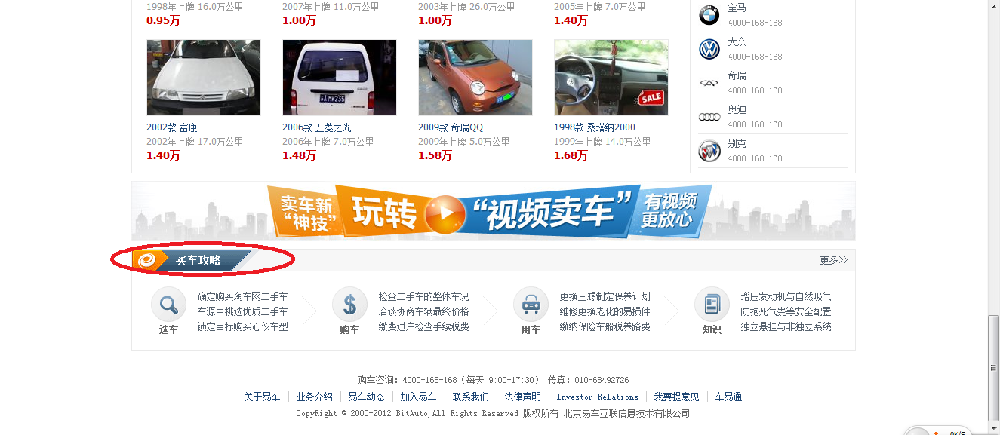 1998年上牌 16.0万公里
0.95万
2007年上牌 11.0万公里
1.00万
2003年上牌 26.0万公里
1.00万
2005年上牌 7.0万公里
1.40万
2002款 富康
2002年上牌 17.0万公里
1.40万
苏A MW235
2006款 五菱之光
2006年上牌 7.0万公里
1.48万
2009款 奇瑞QQ
2009年上牌 5.0万公里
1.58万
SALE
1998款 桑塔纳2000
1999年上牌 14.0万公里
1.68万
宝马
4000-168-168
大众
4000-168-168
奇瑞
4000-168-168
奥迪
4000-168-168
别克
4000-168-168
卖车新
“神技”
玩转
“视频卖车”
有视频
更放心
买车攻略
更多>>
选车
确定购买淘车网二手车
车源中挑选优质二手车
锁定目标购买心仪车型
购车
检查二手车的整体车况
洽谈协商车辆最终价格
缴费过户检查手续税费
用车
更换三滤制定保养计划
维修更换老化的易损件
缴纳保险车船税养路费
知识
增压发动机与自然吸气
防抱死气囊等安全配置
独立悬挂与非独立系统
购车咨询：4000-168-168（每天 9:00-17:30） 传真：010-68492726
关于易车 业务介绍 易车动态 加入易车 联系我们 法律声明 Investor Relations 我要提意见 车易通
CopyRight © 2000-2012 BitAuto,All Rights Reserved 版权所有 北京易车互联信息技术有限公司